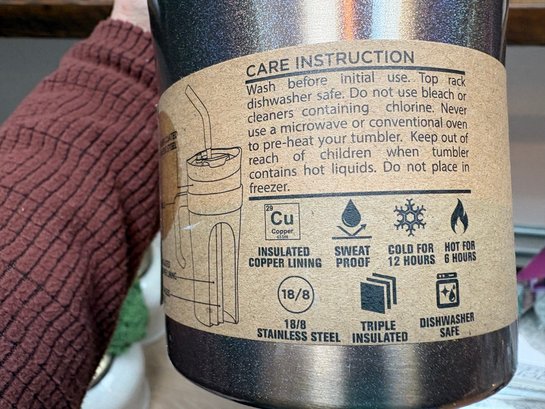 CARE INSTRUCTION
Wash before initial use. Top rack
dishwasher safe. Do not use bleach or
cleaners containing chlorine. Never
use a microwave or conventional oven
to pre-heat your tumbler. Keep out of
reach of children when tumbler
contains hot liquids. Do not place in
freezer.
29
Cu
Copper
INSULATED
COPPER LINING
SWEAT
PROOF
COLD FOR
12 HOURS
HOT FOR
6 HOURS
18/8
18/8
STAINLESS STEEL
TRIPLE
INSULATED
DISHWASHER
SAFE